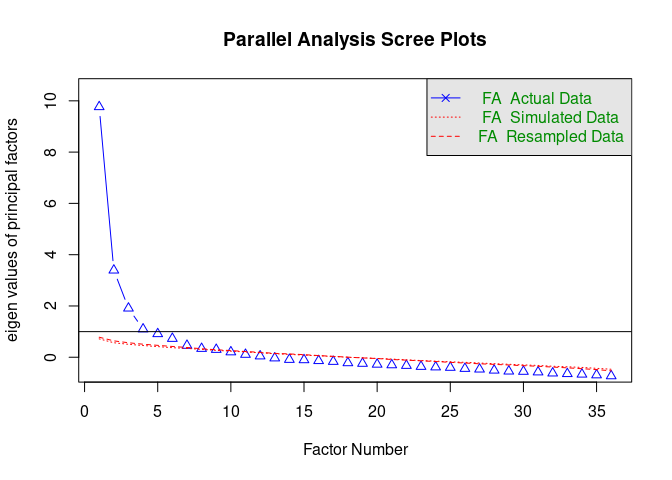 Parallel Analysis Scree Plots
eigen values of principal factors
10
8
6
4
2
0
FA Actual Data
FA Simulated Data
FA Resampled Data
0 5 10 15 20 25 30 35
Factor Number